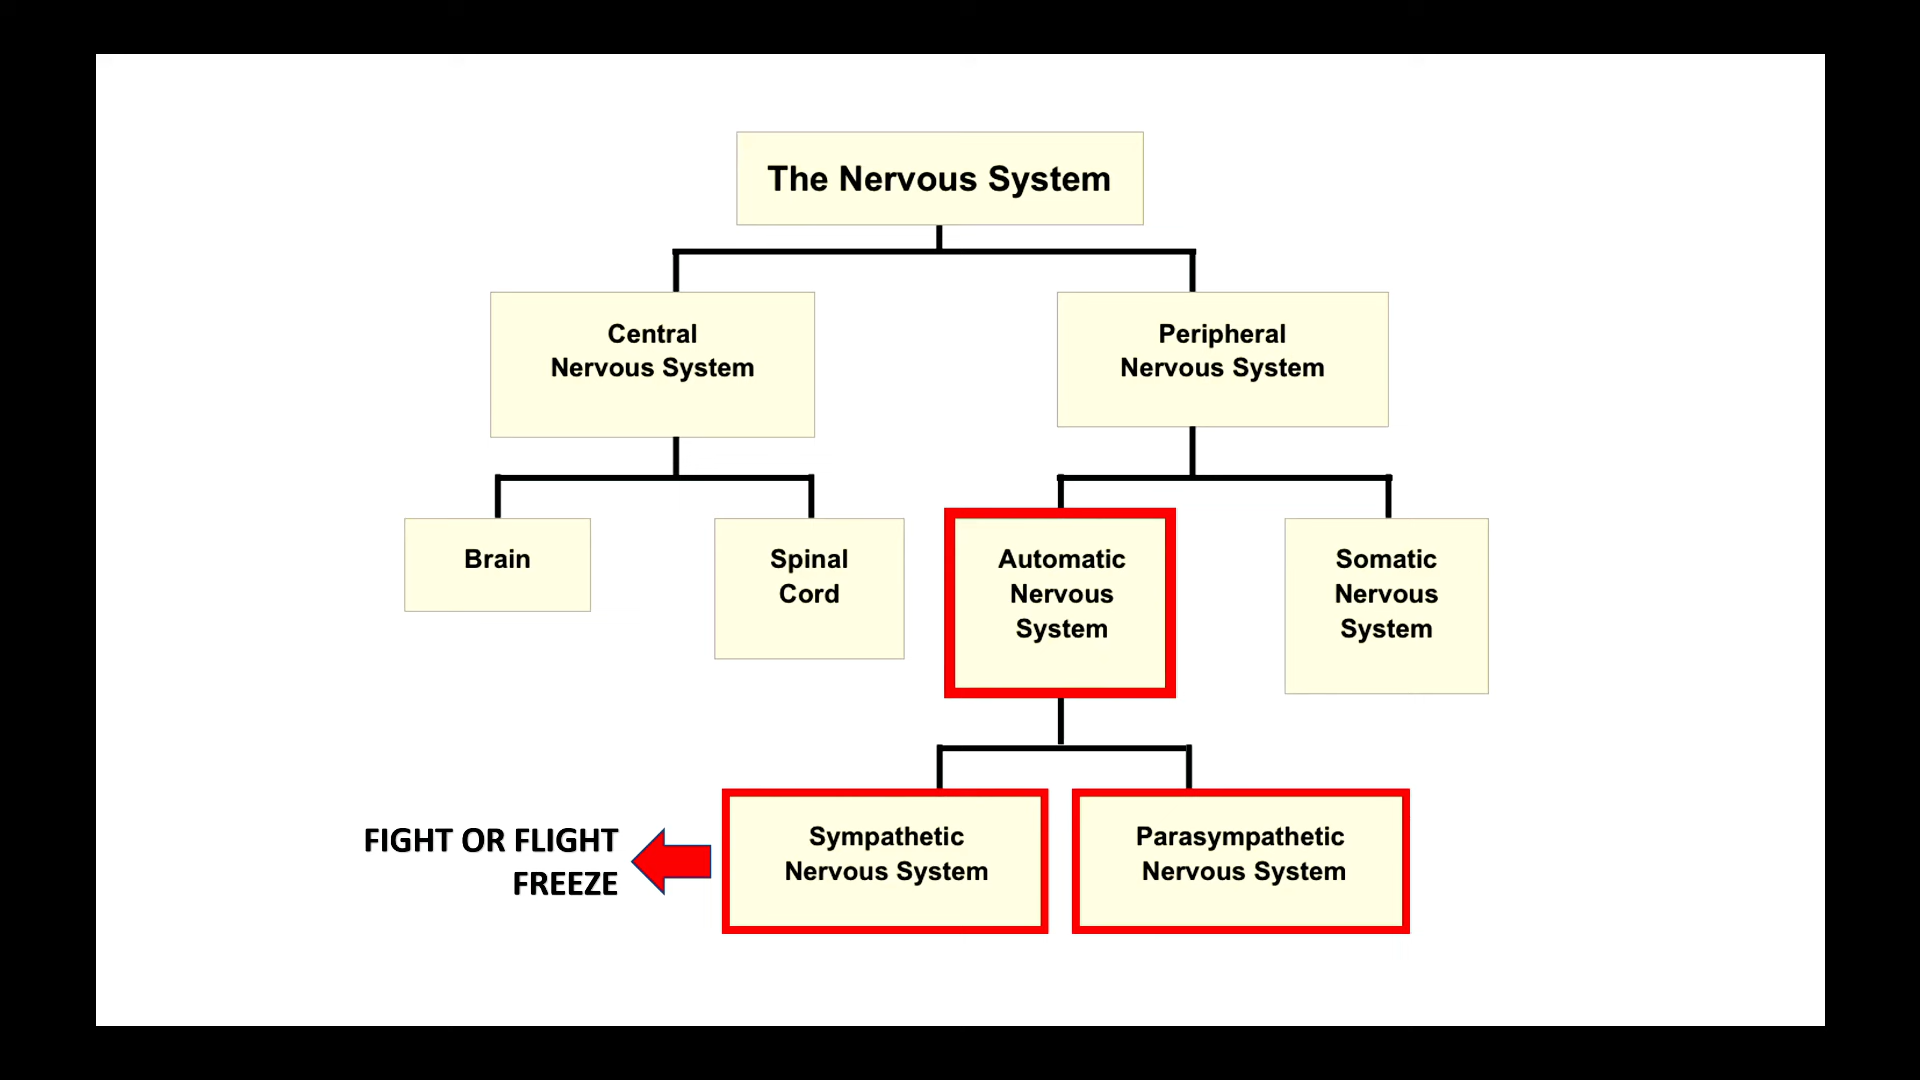 The Nervous System
Central
Nervous System
Peripheral
Nervous System
Brain
Spinal
Cord
Automatic
Nervous
System
Somatic
Nervous
System
FIGHT OR FLIGHT
FREEZE
Sympathetic
Nervous System
Parasympathetic
Nervous System